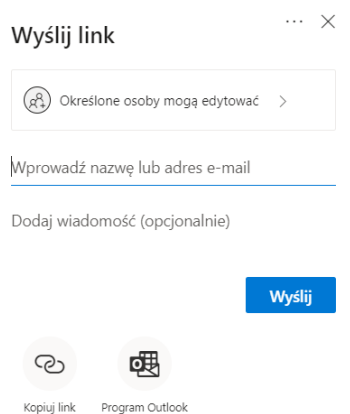 Wyślij link
Określone osoby mogą edytować
Wprowadź nazwę lub adres e-mail
Dodaj wiadomość (opcjonalnie)
Wyślij
Kopiuj link
Program Outlook